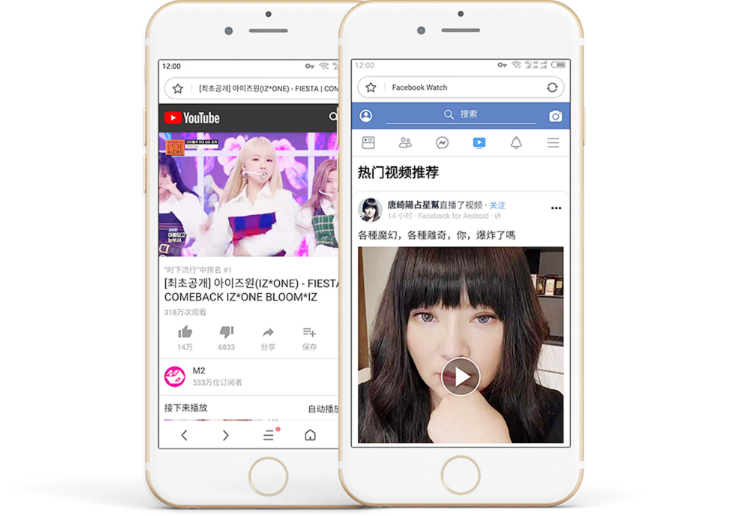 12:00
[최초공개] 아이즈원(IZ*ONE) - FIESTA | COM
YouTube
"时下流行"中排名 #1
[최초공개] 아이즈원(IZ*ONE) - FIESTA
COMEBACK IZ*ONE BLOOM*IZ
318万次观看
14万
6833
分享
保存
M2
533万位订阅者
接下来播放
自动播
12:00
Facebook Watch
搜索
热门视频推荐
唐綺陽占星幫直播了视频 · 关注
14 小时 · Facebook for Android ·
各種魔幻，各種離奇，你，爆炸了嗎